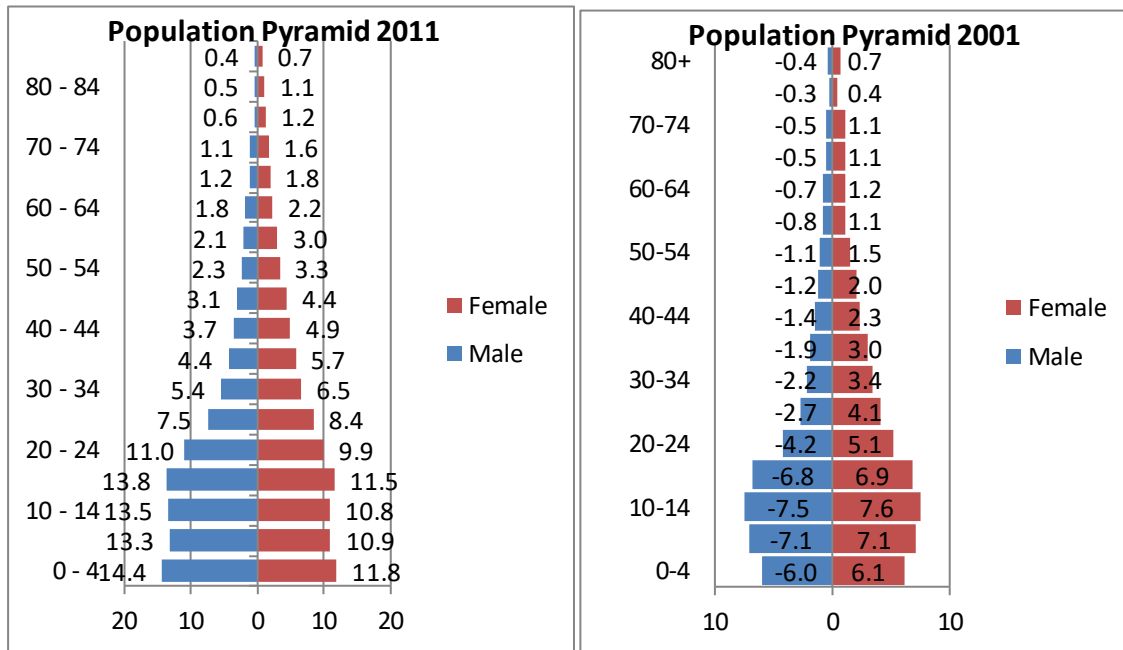 Population Pyramid 2011
0.4 0.7
80 - 84 0.5 1.1
0.6 1.2
70 - 74 1.1 1.6
1.2 1.8
60 - 64 1.8 2.2
2.1 3.0
50 - 54 2.3 3.3
3.1 4.4
40 - 44 3.7 4.9
4.4 5.7
30 - 34 5.4 6.5
7.5 8.4
20 - 24 11.0 9.9
13.8 11.5
10 - 14 13.5 10.8
13.3 10.9
0 - 4 14.4 11.8
20 10 0 10 20
Female
Male
Population Pyramid 2001
80+ -0.4 0.7
-0.3 0.4
70-74 -0.5 1.1
-0.5 1.1
60-64 -0.7 1.2
-0.8 1.1
50-54 -1.1 1.5
-1.2 2.0
40-44 -1.4 2.3
-1.9 3.0
30-34 -2.2 3.4
-2.7 4.1
20-24 -4.2 5.1
-6.8 6.9
10-14 -7.5 7.6
-7.1 7.1
0-4 -6.0 6.1
10 0 10
Female
Male